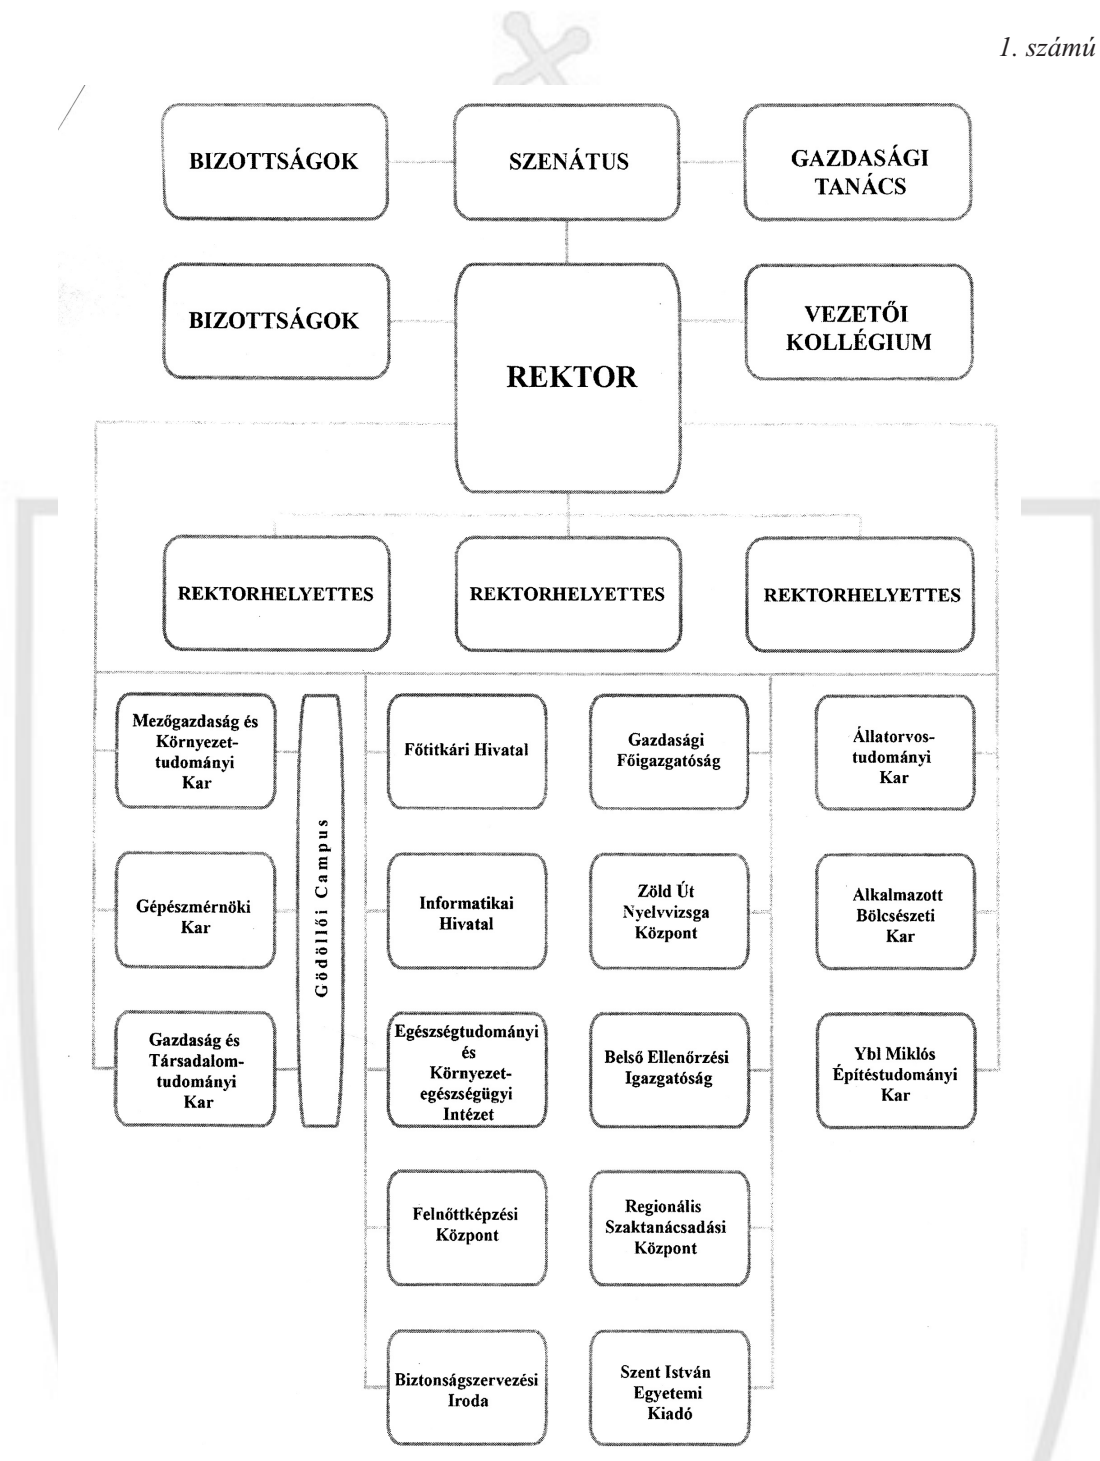 1. számú
BIZOTTSÁGOK
SZENÁTUS
GAZDASÁGI
TANÁCS
BIZOTTSÁGOK
REKTOR
VEZETŐI
KOLLÉGIUM
REKTORHELYETTES
REKTORHELYETTES
REKTORHELYETTES
Mezőgazdaság és
Környezet-
tudományi
Kar
Gépészmérnöki
Kar
Gazdaság és
Társadalom-
tudományi
Kar
Gödöllői Campus
Főtitkári Hivatal
Informatikai
Hivatal
Egészségtudományi
és
Környezet-
egészségügyi
Intézet
Felnőttképzési
Központ
Biztonságszervezési
Iroda
Gazdasági
Főigazgatóság
Zöld Út
Nyelvvizsga
Központ
Belső Ellenőrzési
Igazgatóság
Regionális
Szaktanácsadási
Központ
Szent István
Egyetemi
Kiadó
Állatorvos-
tudományi
Kar
Alkalmazott
Bölcsészeti
Kar
Ybl Miklós
Építéstudományi
Kar